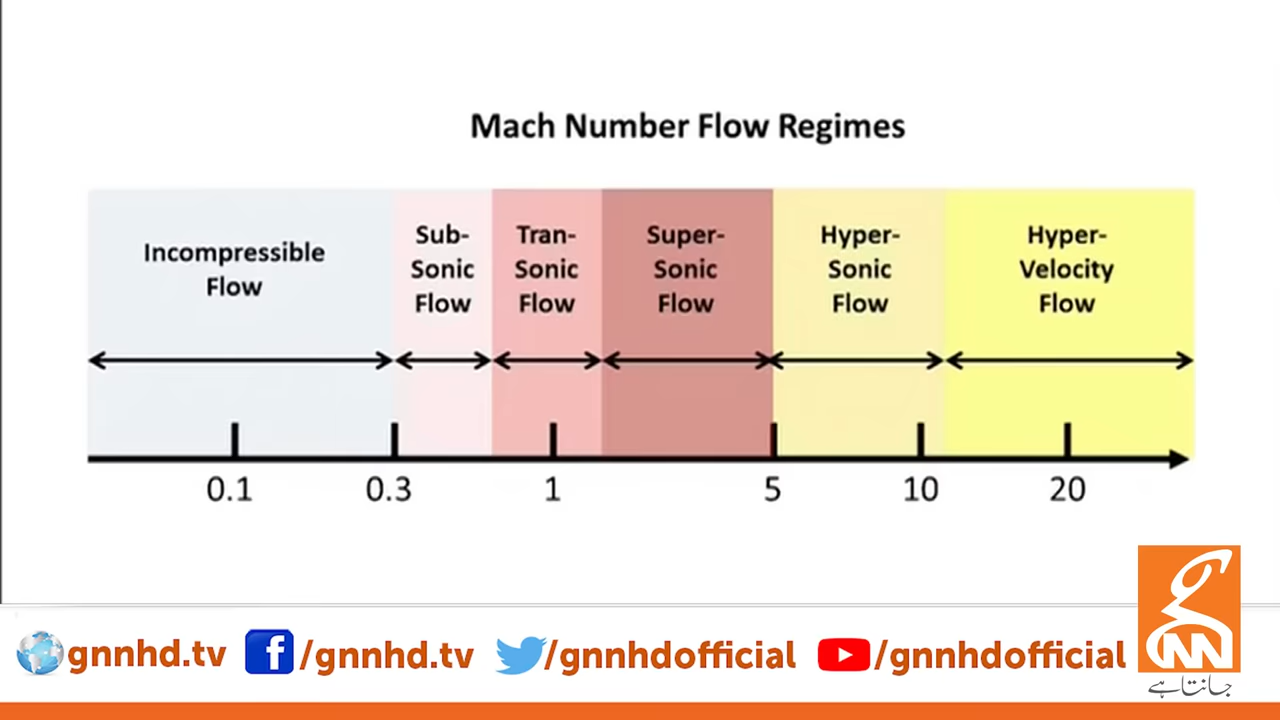 Mach Number Flow Regimes
Incompressible
Flow
Sub-
Sonic
Flow
Tran-
Sonic
Flow
Super-
Sonic
Flow
Hyper-
Sonic
Flow
Hyper-
Velocity
Flow
0.1 0.3 1 5 10 20
gnnhd.tv /gnnhd.tv /gnnhdofficial /gnnhdofficial
GNN
جانتا ہے